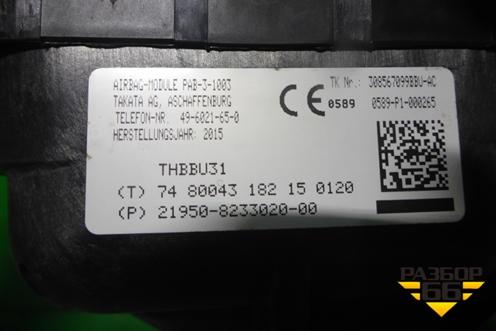 AIRBAG-MODULE PAB-3-1003
TAKATA AG, ASCHAFFENBURG
TELEFON-NR. 49-6021-65-0
HERSTELLUNGSJAHR: 2015
CE 0589
TK Nr.: 308567099BBU-AC
0589-P1-000265
THBBU31
(T) 74 80043 182 15 0120
(P) 21950-8233020-00
РАЗБОР
66